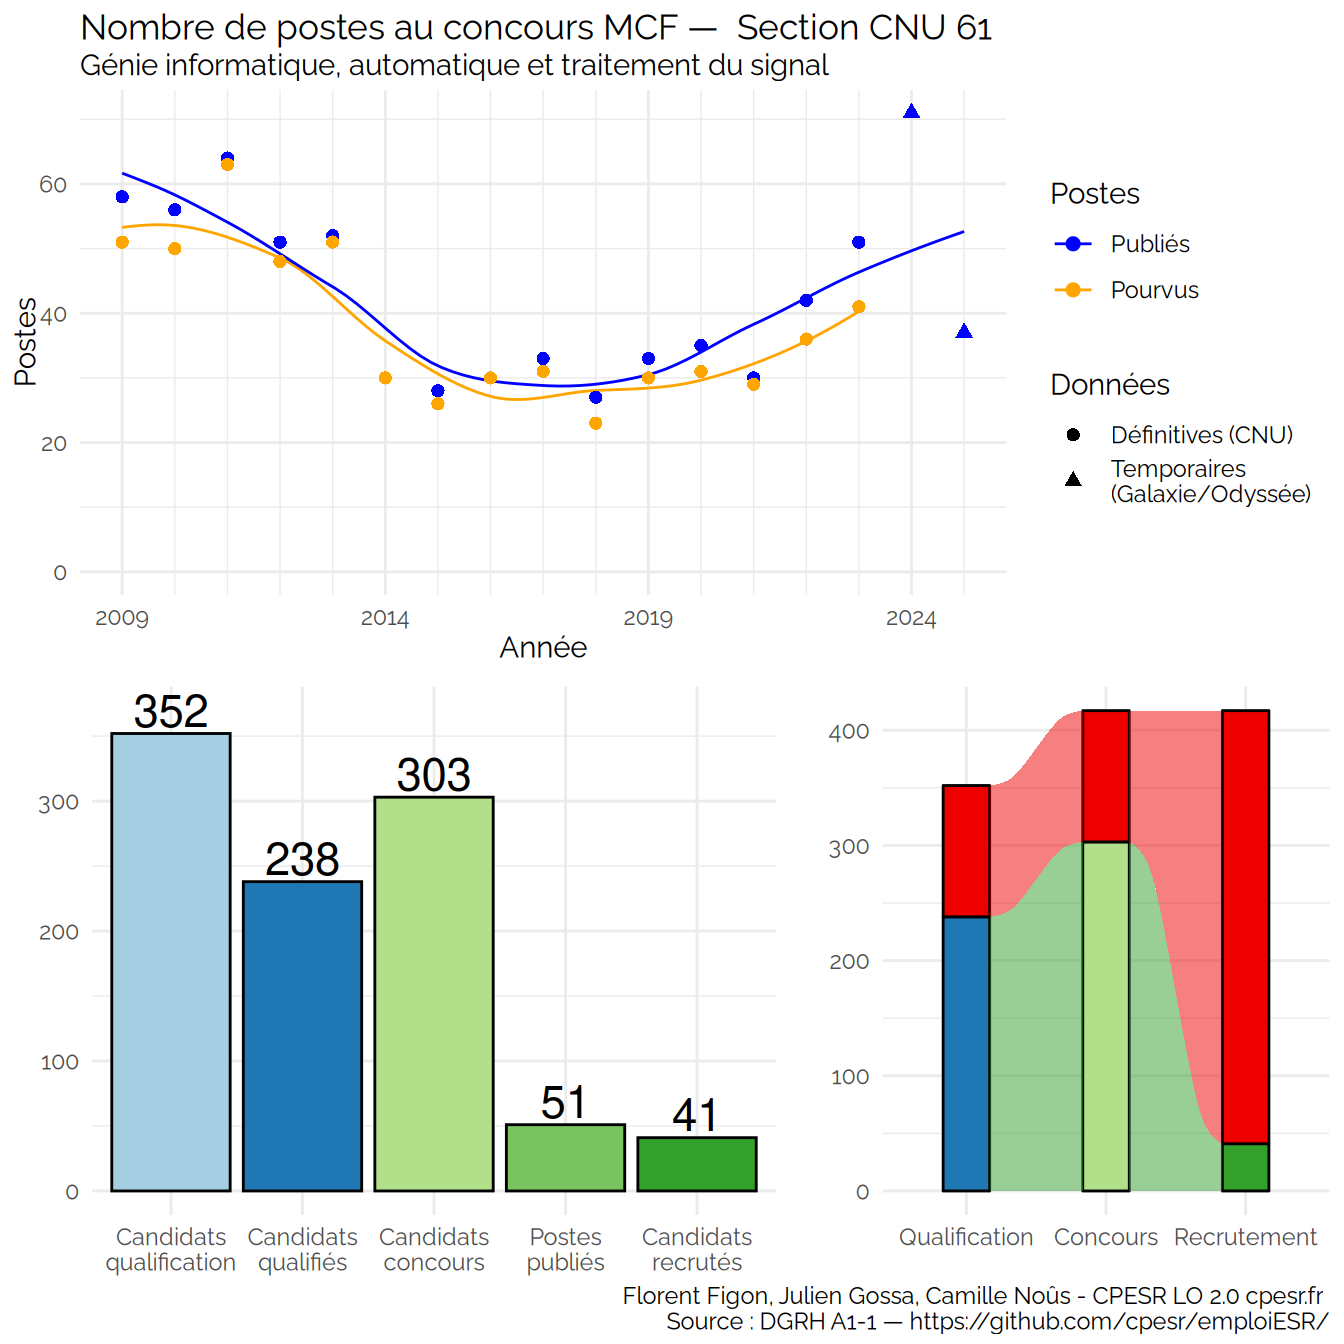 Nombre de postes au concours MCF — Section CNU 61
Génie informatique, automatique et traitement du signal
Postes
60
40
20
0
2009
2014
2019
2024
Année
Postes
Publiés
Pourvus
Données
Définitives (CNU)
Temporaires
(Galaxie/Odyssée)
352
238
303
51
41
300
200
100
0
Candidats
qualification
Candidats
qualifiés
Candidats
concours
Postes
publiés
Candidats
recrutés
400
300
200
100
0
Qualification
Concours
Recrutement
Florent Figon, Julien Gossa, Camille Noûs - CPESR LO 2.0 cpesr.fr
Source : DGRH A1-1 — https://github.com/cpesr/emploiESR/